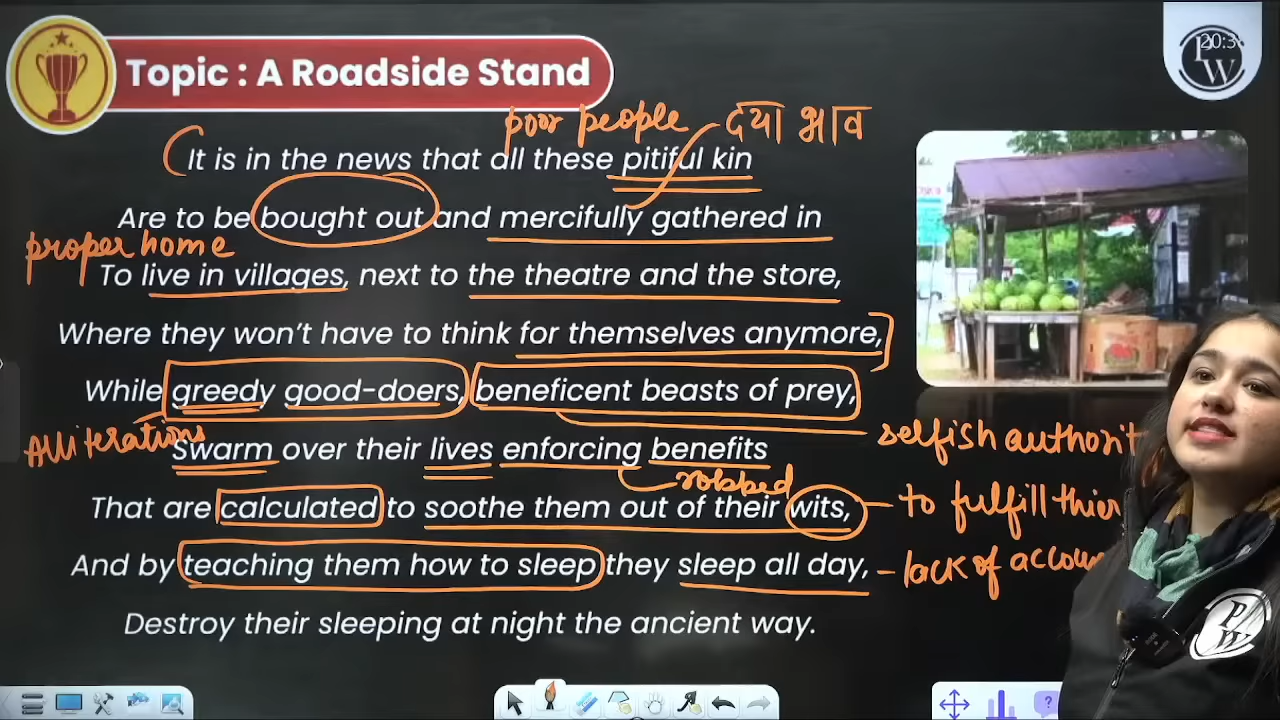 Topic : A Roadside Stand
20:3
PW
poor people
दया भाव
It is in the news that all these pitiful kin
Are to be bought out and mercifully gathered in
proper home
To live in villages, next to the theatre and the store,
Where they won't have to think for themselves anymore,
While greedy good-doers, beneficent beasts of prey,
Alliterations
selfish authorit
Swarm over their lives enforcing benefits
robbed
That are calculated to soothe them out of their wits,
– to fulfill thier
And by teaching them how to sleep they sleep all day,
– lack of accou
Destroy their sleeping at night the ancient way.
PW